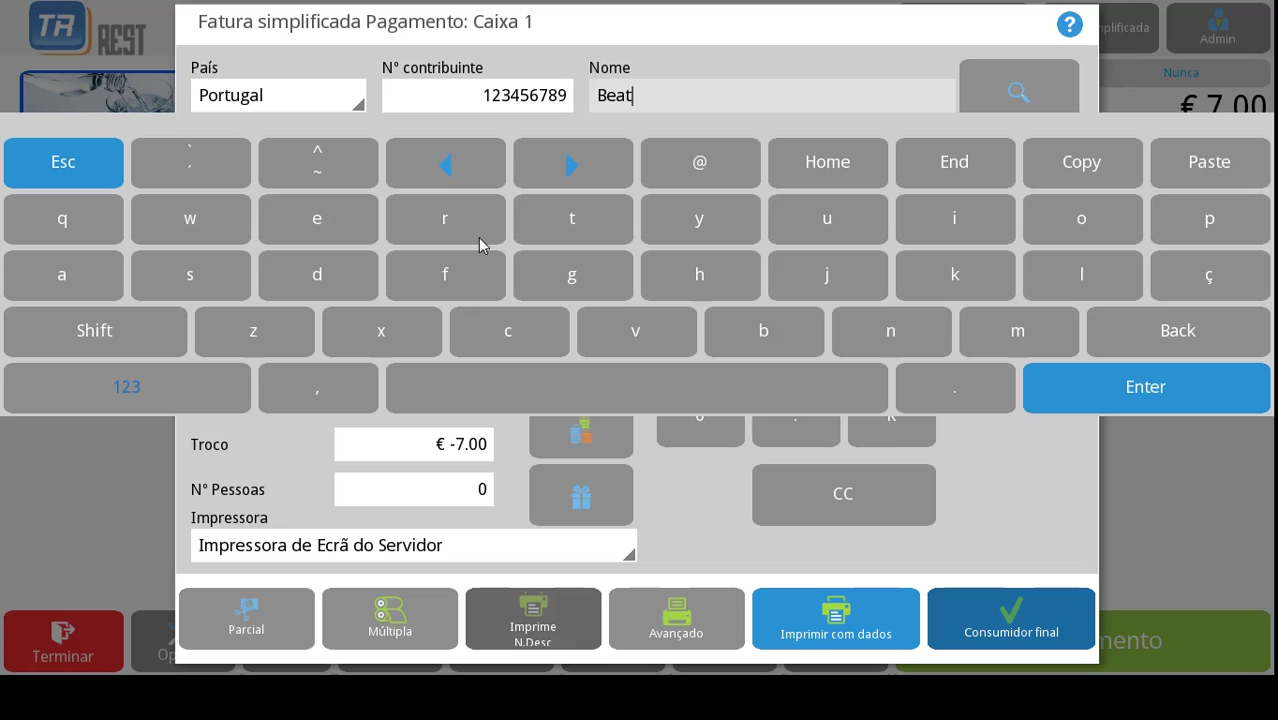 Fatura simplificada Pagamento: Caixa 1
?
TR REST
Admin
País
Nº contribuinte
Nome
Nunca
Portugal
123456789
Beat
€ 7.00
Esc
` ´
^ ~
@
Home
End
Copy
Paste
q w e r t y u i o p
a s d f g h j k l ç
Shift z x c v b n m Back
123 , . Enter
Troco
€ -7.00
Nº Pessoas
0
CC
Impressora
Impressora de Ecrã do Servidor
Parcial
Múltipla
Imprime
N.Desc
Avançado
Imprimir com dados
Consumidor final
Terminar